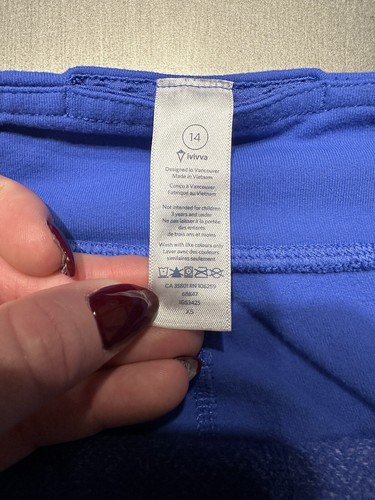 14
ivivva
Designed in Vancouver
Made in Vietnam
Conçu à Vancouver
Fabriqué au Vietnam
Not intended for children
3 years and under
Ne pas laisser à la portée
des enfants
de trois ans et moins
Wash with like colours only
Laver avec des couleurs
similaires seulement
CA 35801 RN 106259
68687
IG83425
XS